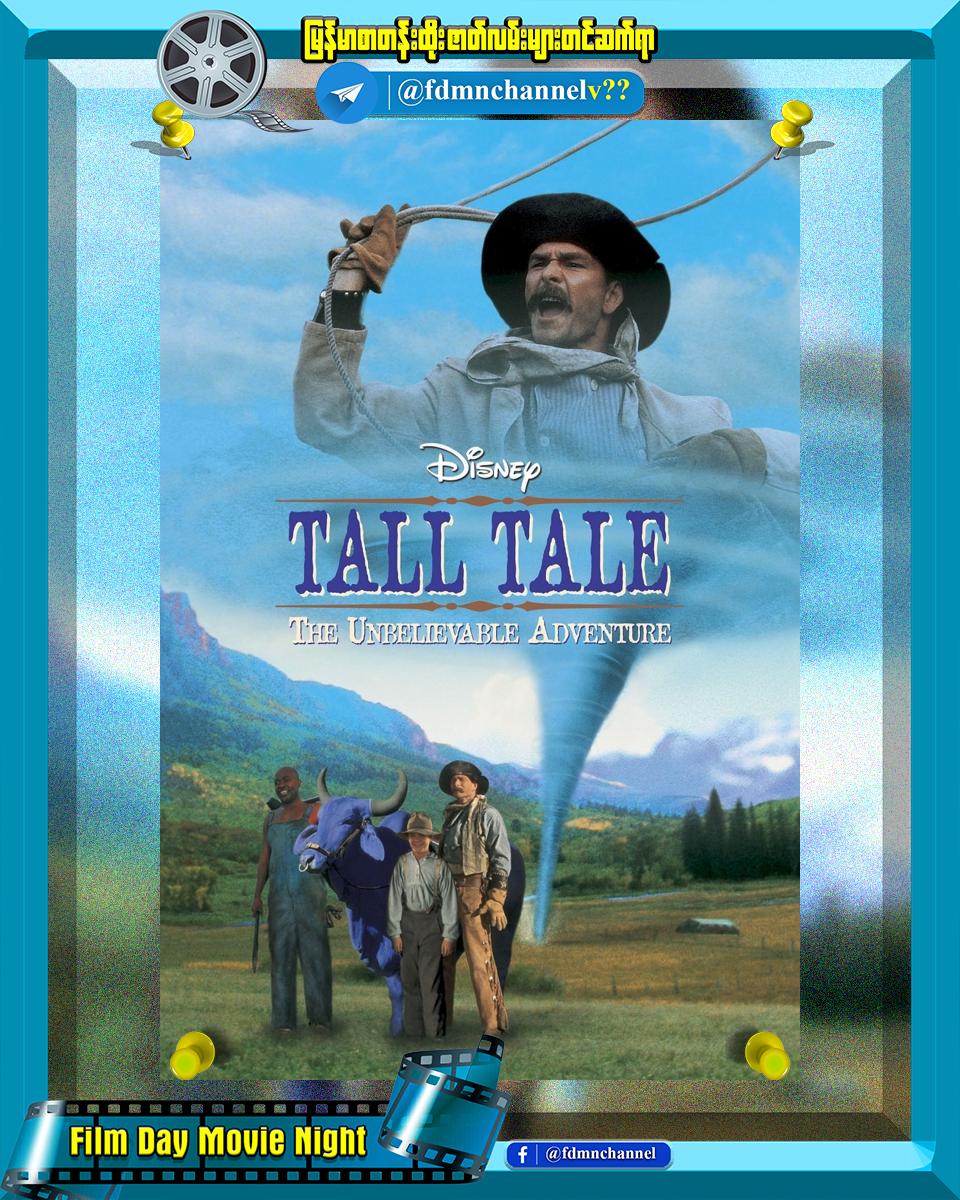 မြန်မာစာတန်းထိုးဇာတ်လမ်းများတင်ဆက်ရာ
@fdmnchannelv??
Disney
TALL TALE
THE UNBELIEVABLE ADVENTURE
Film Day Movie Night
f @fdmnchannel